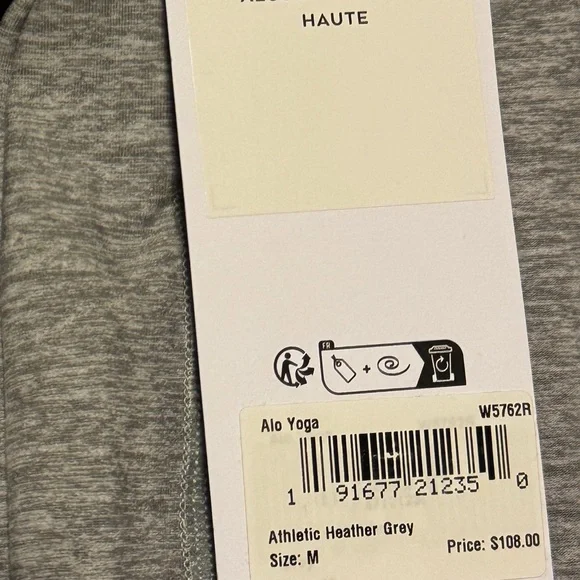 HAUTE
FR
+
Alo Yoga W5762R
1 91677 21235 0
Athletic Heather Grey
Size: M Price: $108.00